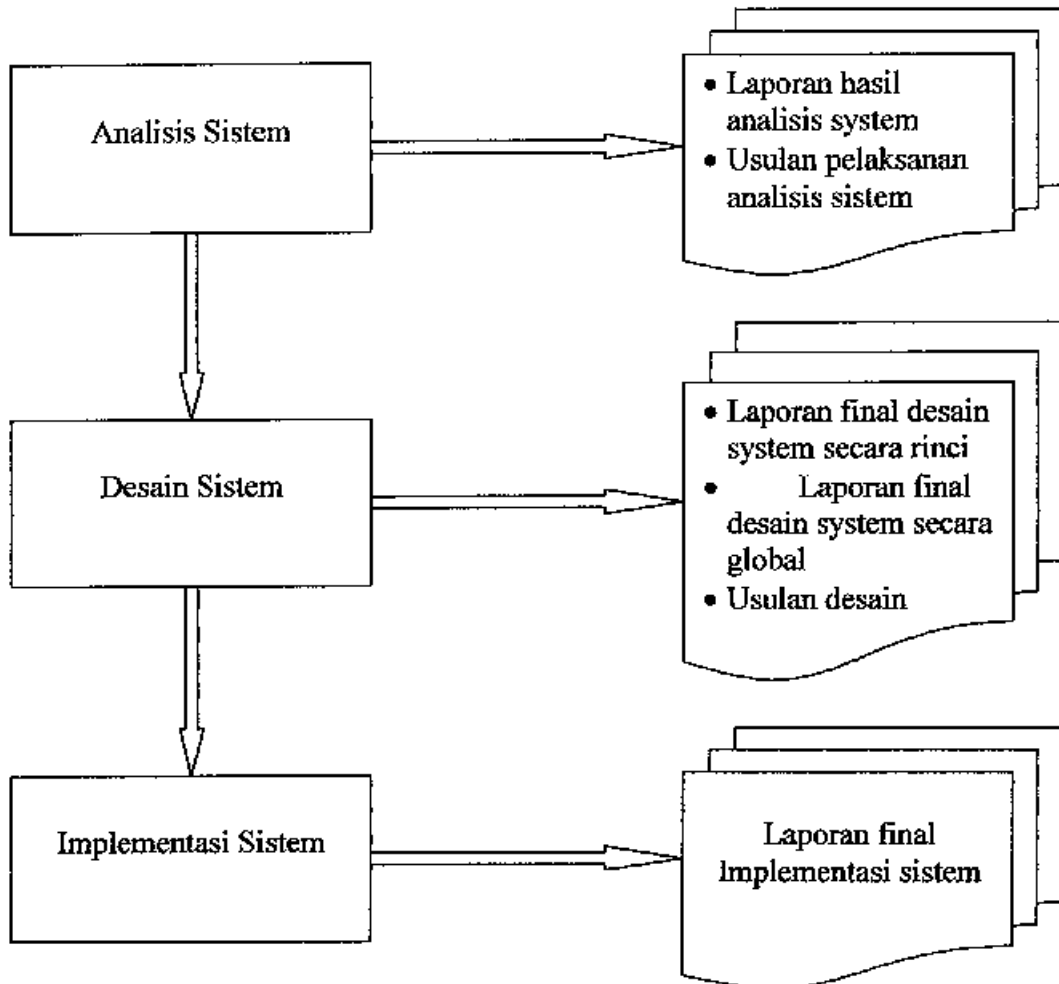 Analisis Sistem
• Laporan hasil
analisis system
• Usulan pelaksanan
analisis sistem
Desain Sistem
• Laporan final desain
system secara rinci
• Laporan final
desain system secara
global
• Usulan desain
Implementasi Sistem
Laporan final
implementasi sistem